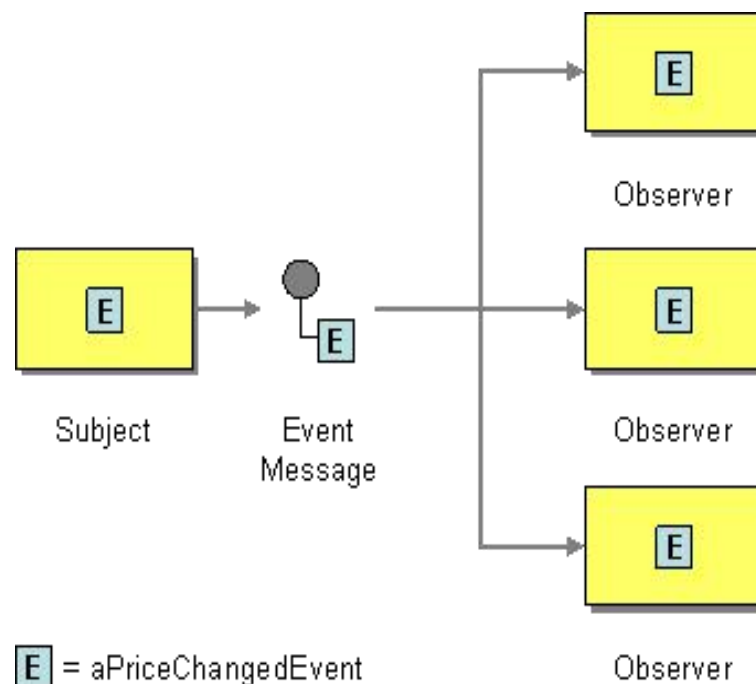 E
Observer
E
E
E
Subject
Event
Message
Observer
E
E = aPriceChangedEvent
Observer